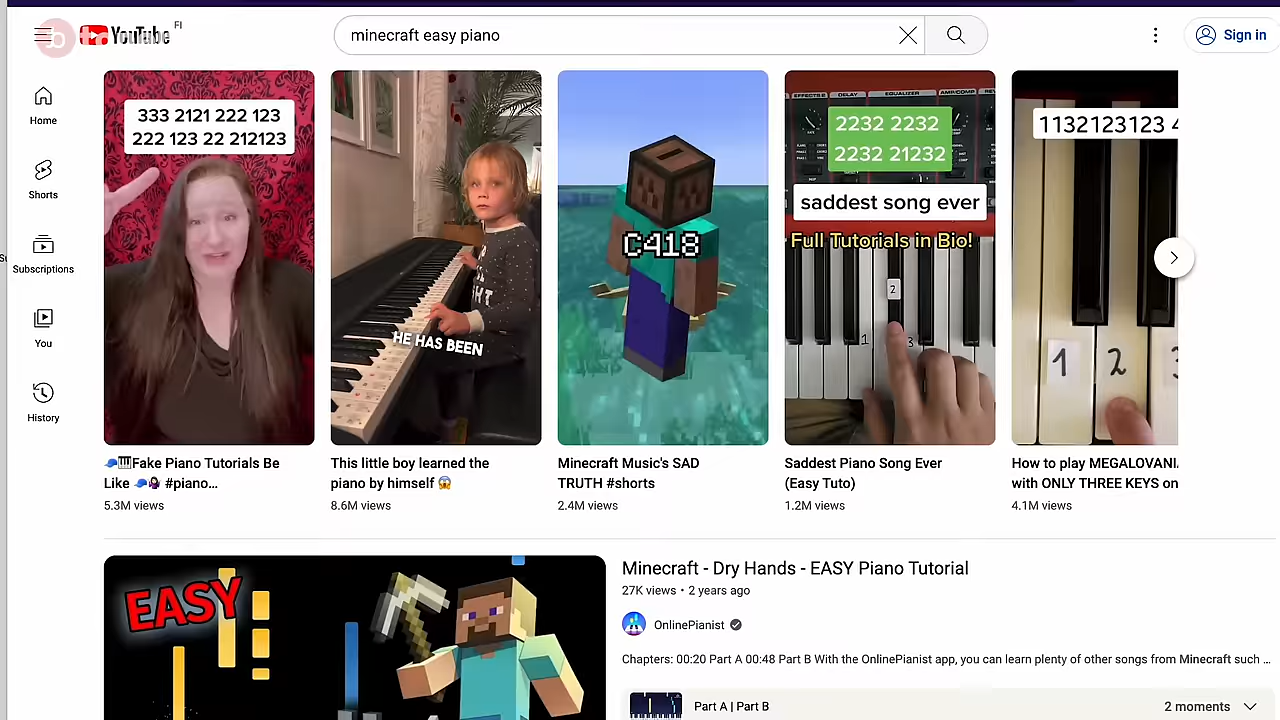 YouTube FI
minecraft easy piano
Sign in
Home
Shorts
Subscriptions
You
History
333 2121 222 123
222 123 22 212123
HE HAS BEEN
C418
2232 2232
2232 21232
saddest song ever
Full Tutorials in Bio!
2
1
3
1132123123 4
1 2
🧢🎹Fake Piano Tutorials Be
Like 🧢🤷🏻‍♀️ #piano…
5.3M views
This little boy learned the
piano by himself 😱
8.6M views
Minecraft Music's SAD
TRUTH #shorts
2.4M views
Saddest Piano Song Ever
(Easy Tuto)
1.2M views
How to play MEGALOVANI
with ONLY THREE KEYS on
4.1M views
EASY
Minecraft - Dry Hands - EASY Piano Tutorial
27K views • 2 years ago
OnlinePianist
Chapters: 00:20 Part A 00:48 Part B With the OnlinePianist app, you can learn plenty of other songs from Minecraft such ...
Part A | Part B
2 moments